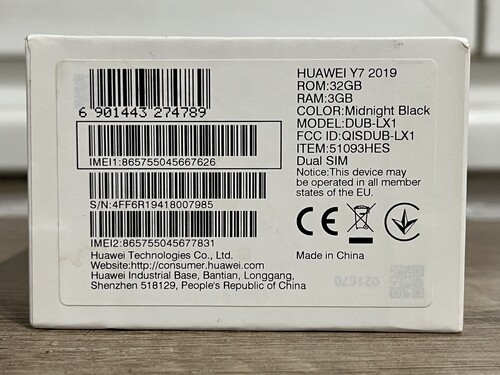 6 901443 274789
IMEI1:865755045667626
S/N:4FF6R19418007985
IMEI2:865755045677831
Huawei Technologies Co., Ltd.
Website:http://consumer.huawei.com
Huawei Industrial Base, Bantian, Longgang,
Shenzhen 518129, People's Republic of China
HUAWEI Y7 2019
ROM:32GB
RAM:3GB
COLOR:Midnight Black
MODEL:DUB-LX1
FCC ID:QISDUB-LX1
ITEM:51093HES
Dual SIM
Notice:This device may
be operated in all member
states of the EU.
CE
Made in China
021670